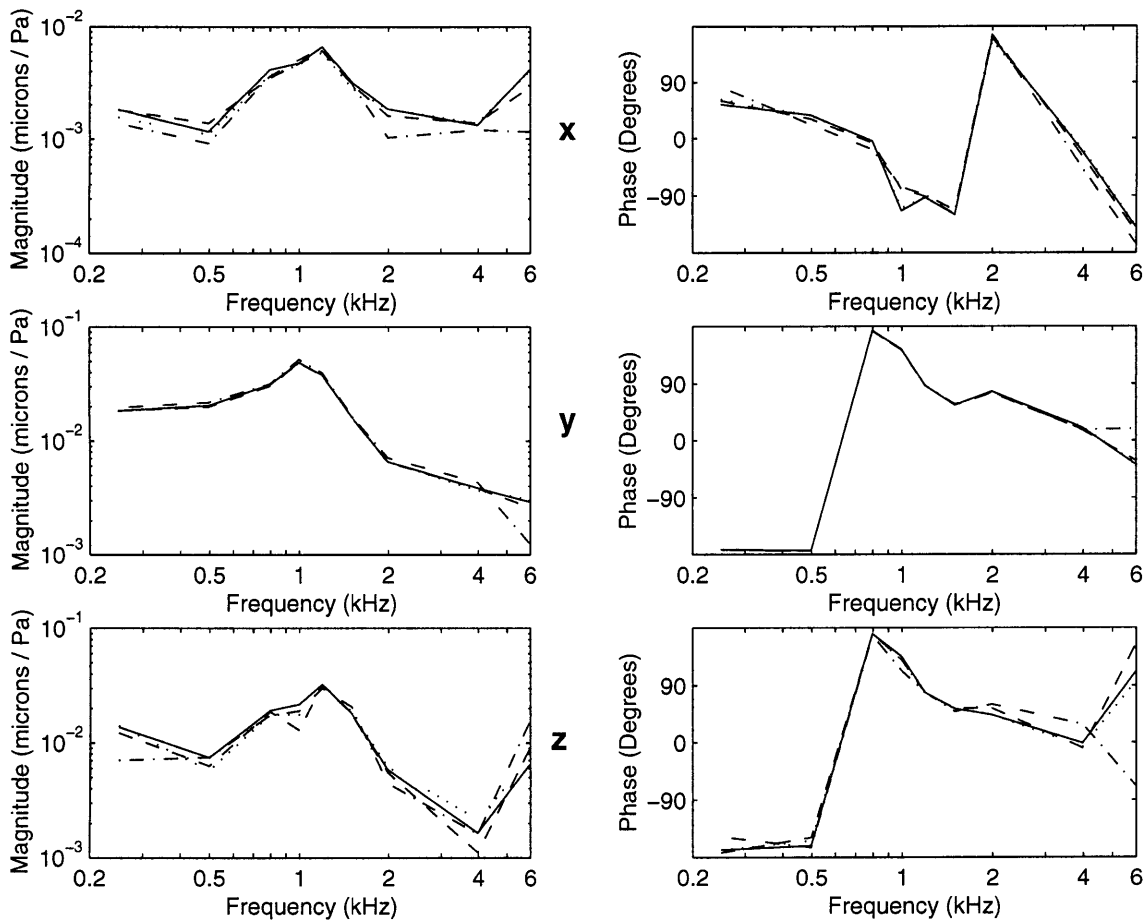 Magnitude (microns / Pa)
10^-2
10^-3
10^-4
0.2 0.5 1 2 4 6
Frequency (kHz)
x
Phase (Degrees)
90
0
−90
0.2 0.5 1 2 4 6
Frequency (kHz)
Magnitude (microns / Pa)
10^-1
10^-2
10^-3
0.2 0.5 1 2 4 6
Frequency (kHz)
y
Phase (Degrees)
90
0
−90
0.2 0.5 1 2 4 6
Frequency (kHz)
Magnitude (microns / Pa)
10^-1
10^-2
10^-3
0.2 0.5 1 2 4 6
Frequency (kHz)
z
Phase (Degrees)
90
0
−90
0.2 0.5 1 2 4 6
Frequency (kHz)